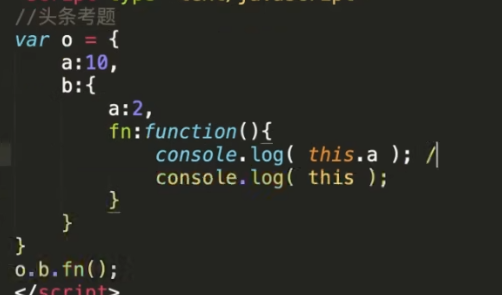 //头条考题
var o = {
    a:10,
    b:{
        a:2,
        fn:function(){
            console.log( this.a ); /
            console.log( this );
        }
    }
}
o.b.fn();
</script>